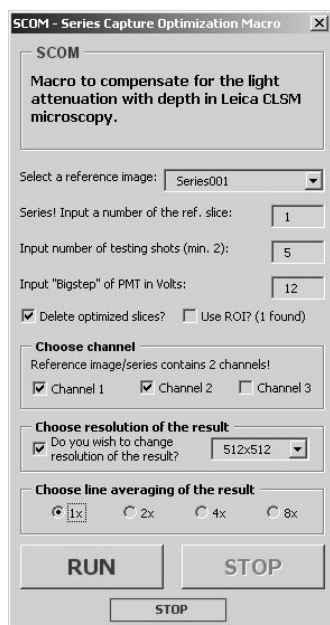 SCOM - Series Capture Optimization Macro
SCOM
Macro to compensate for the light
attenuation with depth in Leica CLSM
microscopy.
Select a reference image: Series001
Series! Input a number of the ref. slice: 1
Input number of testing shots (min. 2): 5
Input "Bigstep" of PMT in Volts: 12
Delete optimized slices? Use ROI? (1 found)
Choose channel
Reference image/series contains 2 channels!
Channel 1 Channel 2 Channel 3
Choose resolution of the result
Do you wish to change
resolution of the result? 512x512
Choose line averaging of the result
1x 2x 4x 8x
RUN STOP
STOP